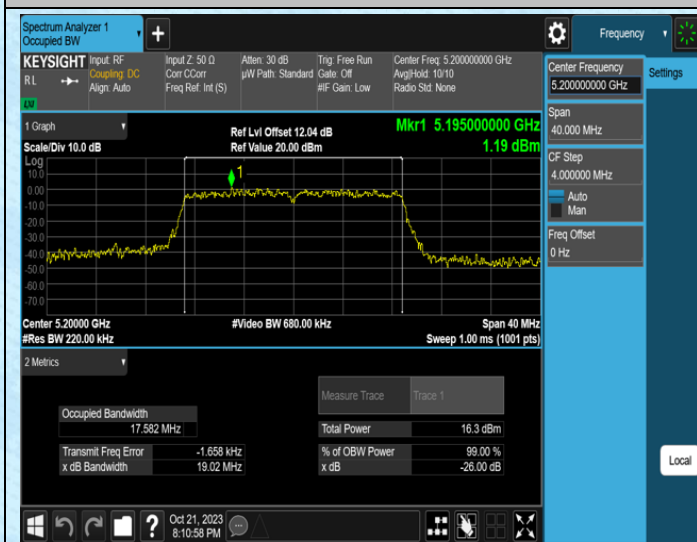 Spectrum Analyzer 1
Occupied BW
Frequency
KEYSIGHT
R L
LXI
Input: RF
Coupling: DC
Align: Auto
Input Z: 50 Ω
Corr CCorr
Freq Ref: Int (S)
Atten: 30 dB
µW Path: Standard
Trig: Free Run
Gate: Off
#IF Gain: Low
Center Freq: 5.200000000 GHz
Avg|Hold: 10/10
Radio Std: None
Center Frequency
5.200000000 GHz
Settings
Span
40.000 MHz
CF Step
4.000000 MHz
Auto
Man
Freq Offset
0 Hz
1 Graph
Scale/Div 10.0 dB
Ref Lvl Offset 12.04 dB
Ref Value 20.00 dBm
Mkr1 5.195000000 GHz
1.19 dBm
Log
10.0
0.00
-10.0
-20.0
-30.0
-40.0
-50.0
-60.0
-70.0
1
Center 5.20000 GHz
#Res BW 220.00 kHz
#Video BW 680.00 kHz
Span 40 MHz
Sweep 1.00 ms (1001 pts)
2 Metrics
Measure Trace
Trace 1
Occupied Bandwidth
17.582 MHz
Total Power
16.3 dBm
Transmit Freq Error
-1.658 kHz
% of OBW Power
99.00 %
x dB Bandwidth
19.02 MHz
x dB
-26.00 dB
Local
Oct 21, 2023
8:10:58 PM